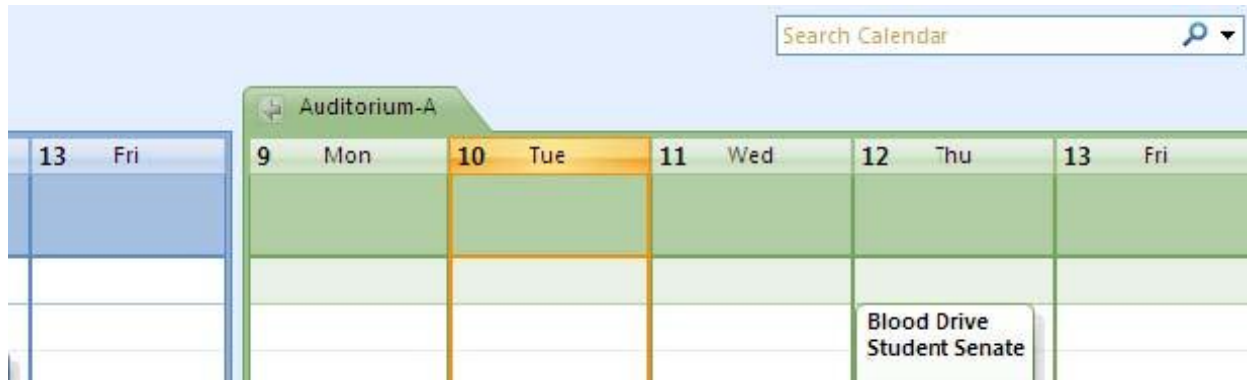 Search Calendar
Auditorium-A
13 Fri
9 Mon
10 Tue
11 Wed
12 Thu
13 Fri
Blood Drive
Student Senate